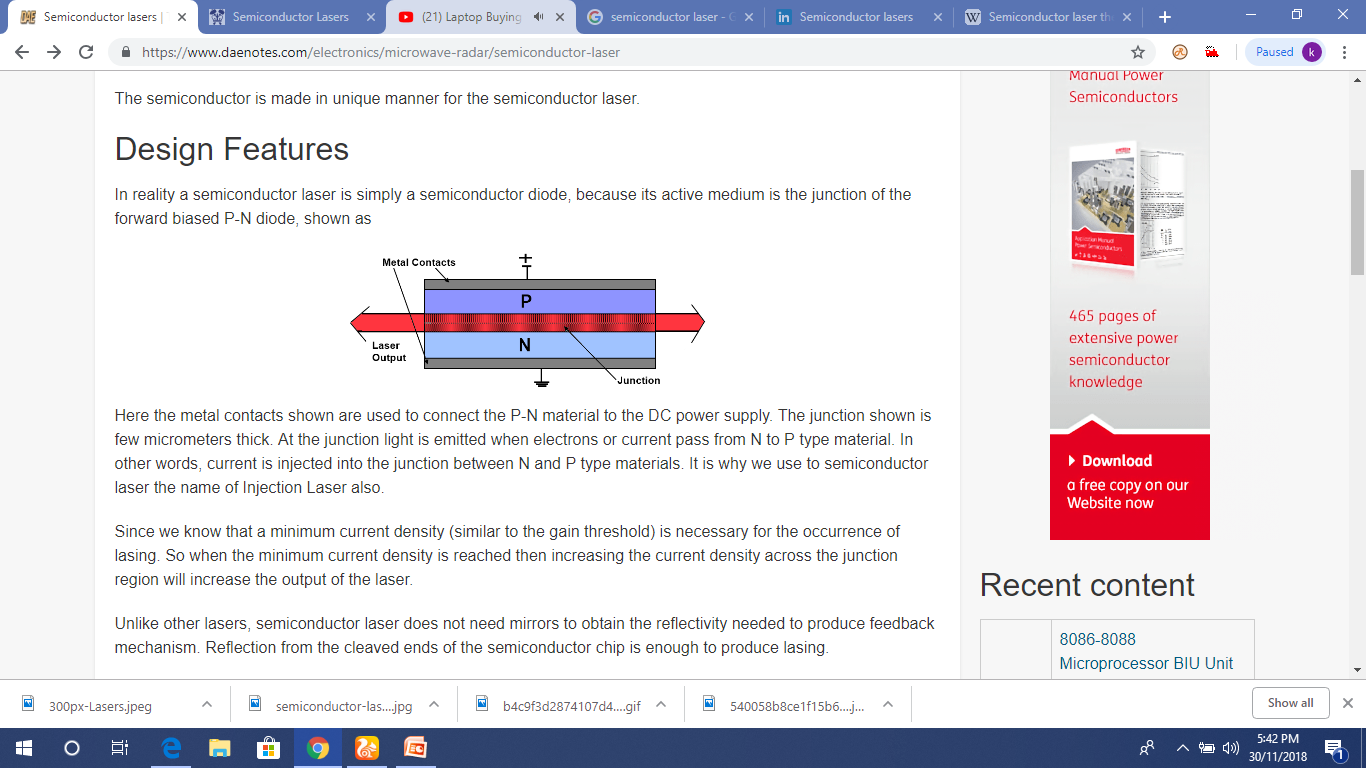 Semiconductor lasers |
Semiconductor Lasers
(21) Laptop Buying
semiconductor laser - G
Semiconductor lasers
Semiconductor laser th
https://www.daenotes.com/electronics/microwave-radar/semiconductor-laser
Paused
k
The semiconductor is made in unique manner for the semiconductor laser.
Design Features
In reality a semiconductor laser is simply a semiconductor diode, because its active medium is the junction of the
forward biased P-N diode, shown as
Metal Contacts
P
N
Laser
Output
Junction
Here the metal contacts shown are used to connect the P-N material to the DC power supply. The junction shown is
few micrometers thick. At the junction light is emitted when electrons or current pass from N to P type material. In
other words, current is injected into the junction between N and P type materials. It is why we use to semiconductor
laser the name of Injection Laser also.
Since we know that a minimum current density (similar to the gain threshold) is necessary for the occurrence of
lasing. So when the minimum current density is reached then increasing the current density across the junction
region will increase the output of the laser.
Unlike other lasers, semiconductor laser does not need mirrors to obtain the reflectivity needed to produce feedback
mechanism. Reflection from the cleaved ends of the semiconductor chip is enough to produce lasing.
Manual Power
Semiconductors
Application Manual
Power Semiconductors
465 pages of
extensive power
semiconductor
knowledge
Download
a free copy on our
Website now
Recent content
8086-8088
Microprocessor BIU Unit
300px-Lasers.jpeg
semiconductor-las....jpg
b4c9f3d2874107d4....gif
540058b8ce1f15b6....j...
Show all
5:42 PM
30/11/2018
1